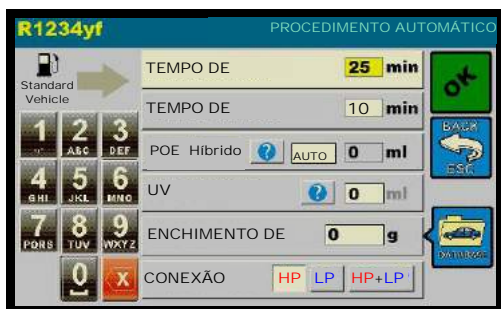 R1234yf
PROCEDIMENTO AUTOMÁTICO
Standard
Vehicle
TEMPO DE 25 min
TEMPO DE 10 min
POE Híbrido ? AUTO 0 ml
UV ? 0 ml
ENCHIMENTO DE 0 g
CONEXÃO HP LP HP+LP
1 2 ABC 3 DEF
4 GHI 5 JKL 6 MNO
7 PQRS 8 TUV 9 WXYZ
0 X
OK
BACK
ESC
DATABASE